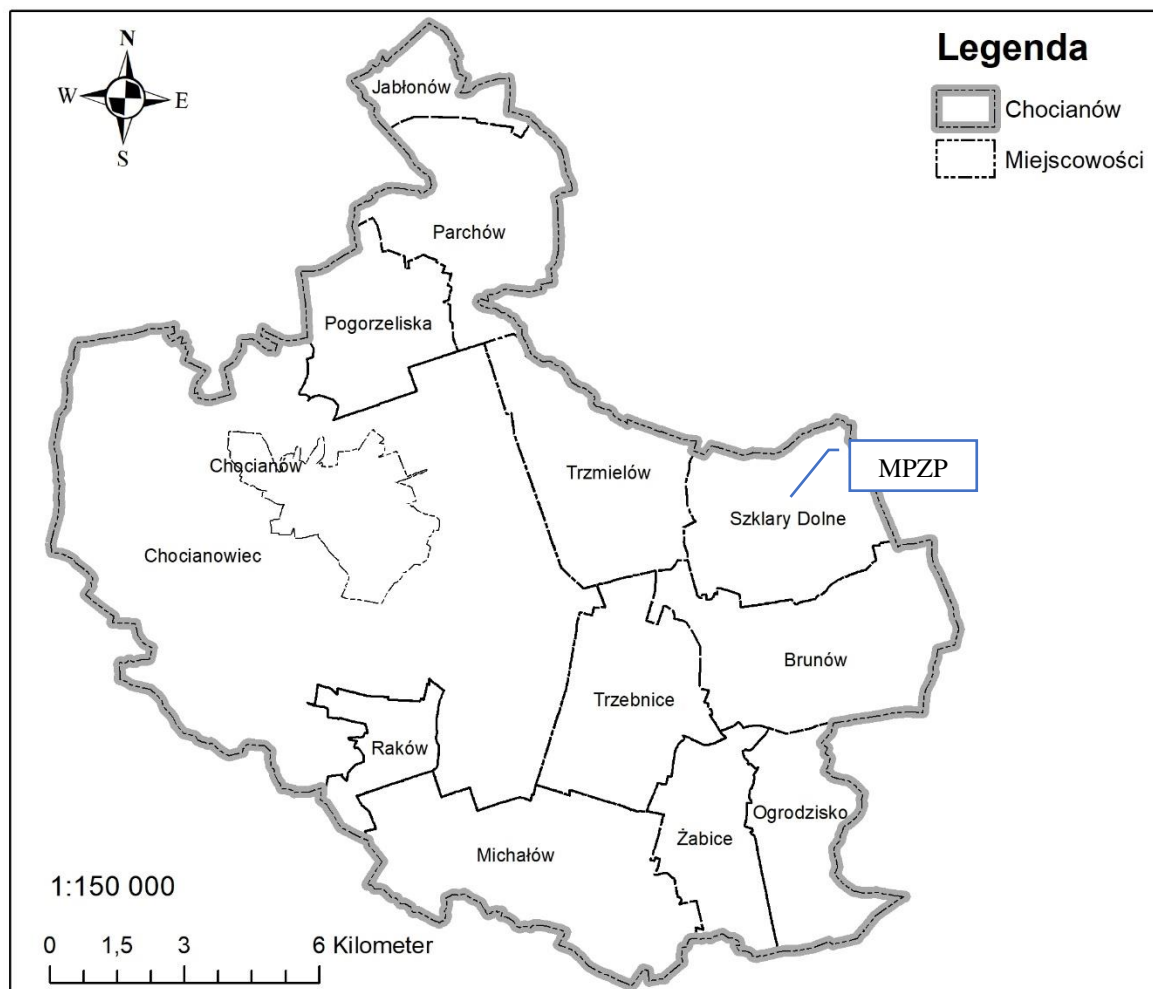 N
W E
S
Legenda
Chocianów
Miejscowości
Jabłonów
Parchów
Pogorzeliska
Chocianów
Trzmielów
MPZP
Szklary Dolne
Chocianowiec
Brunów
Trzebnice
Raków
Ogrodzisko
Żabice
Michałów
1:150 000
0 1,5 3 6 Kilometer